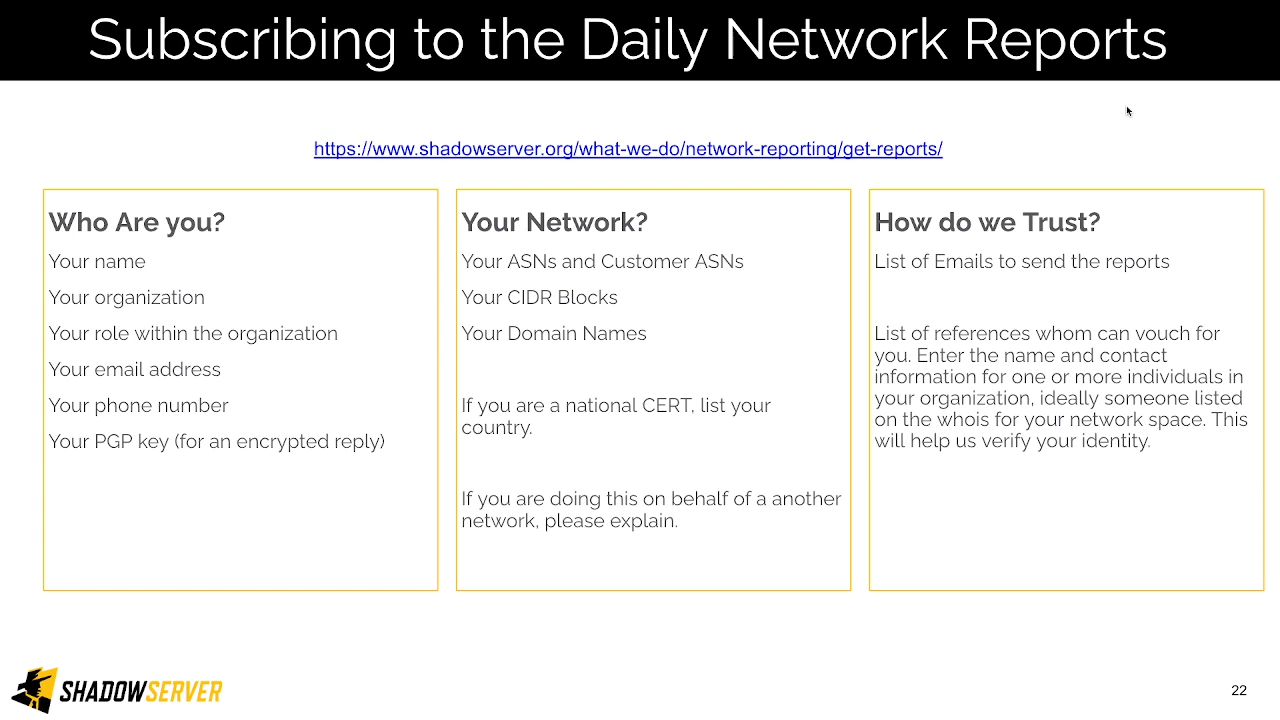 Subscribing to the Daily Network Reports
https://www.shadowserver.org/what-we-do/network-reporting/get-reports/
Who Are you?
Your name
Your organization
Your role within the organization
Your email address
Your phone number
Your PGP key (for an encrypted reply)
Your Network?
Your ASNs and Customer ASNs
Your CIDR Blocks
Your Domain Names
If you are a national CERT, list your
country.
If you are doing this on behalf of a another
network, please explain.
How do we Trust?
List of Emails to send the reports
List of references whom can vouch for
you. Enter the name and contact
information for one or more individuals in
your organization, ideally someone listed
on the whois for your network space. This
will help us verify your identity.
SHADOWSERVER
22